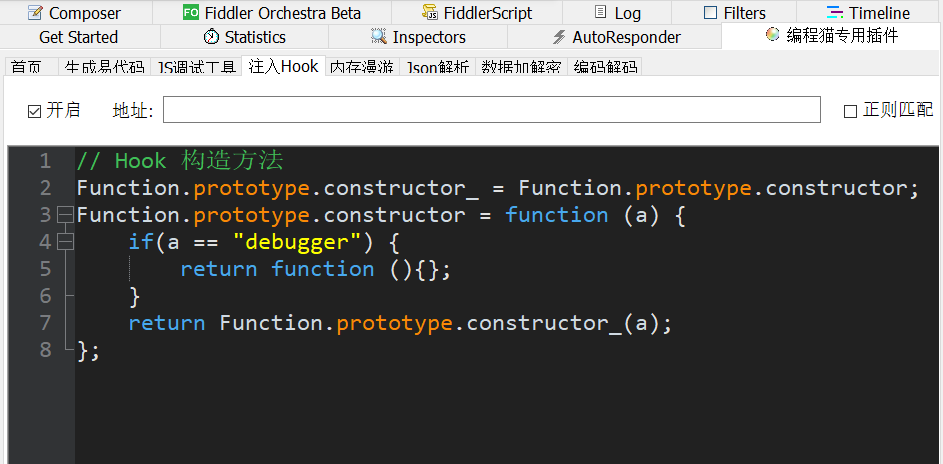 Composer Fiddler Orchestra Beta FiddlerScript Log Filters Timeline
Get Started Statistics Inspectors AutoResponder 编程猫专用插件
首页 生成易代码 JS调试工具 注入Hook 内存漫游 Json解析 数据加解密 编码解码
开启 地址: 正则匹配
1 // Hook 构造方法
2 Function.prototype.constructor_ = Function.prototype.constructor;
3 Function.prototype.constructor = function (a) {
4 if(a == "debugger") {
5 return function (){};
6 }
7 return Function.prototype.constructor_(a);
8 };